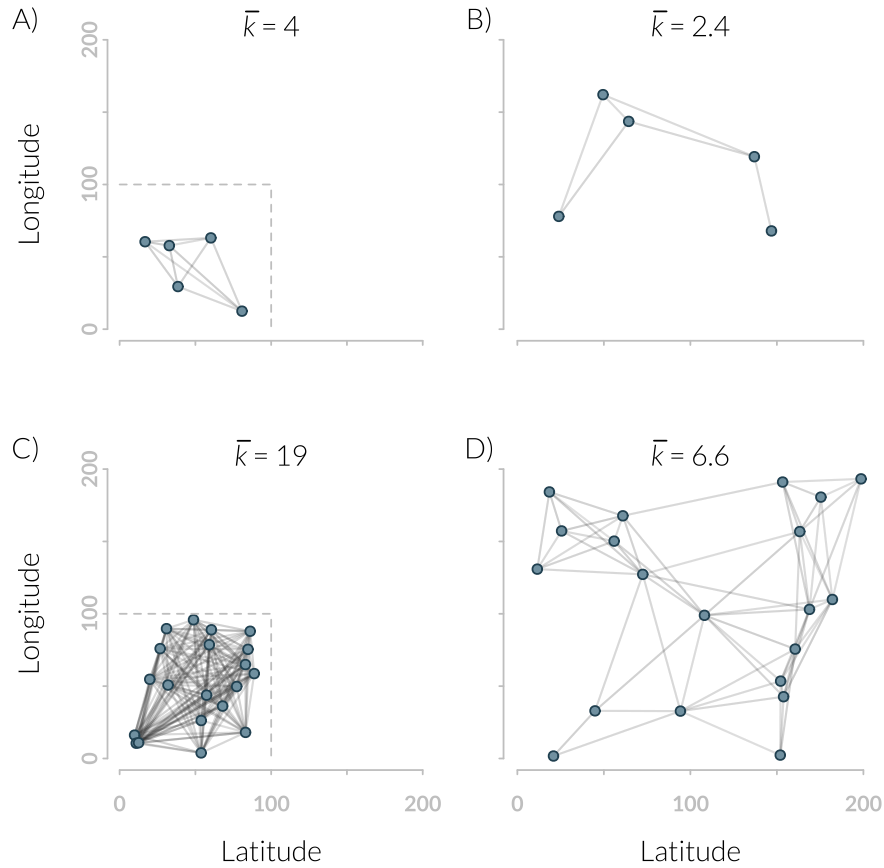 A)
k̅ = 4
B)
k̅ = 2.4
Longitude
200
100
0
C)
k̅ = 19
D)
k̅ = 6.6
Longitude
200
100
0
0 100 200
0 100 200
Latitude
Latitude